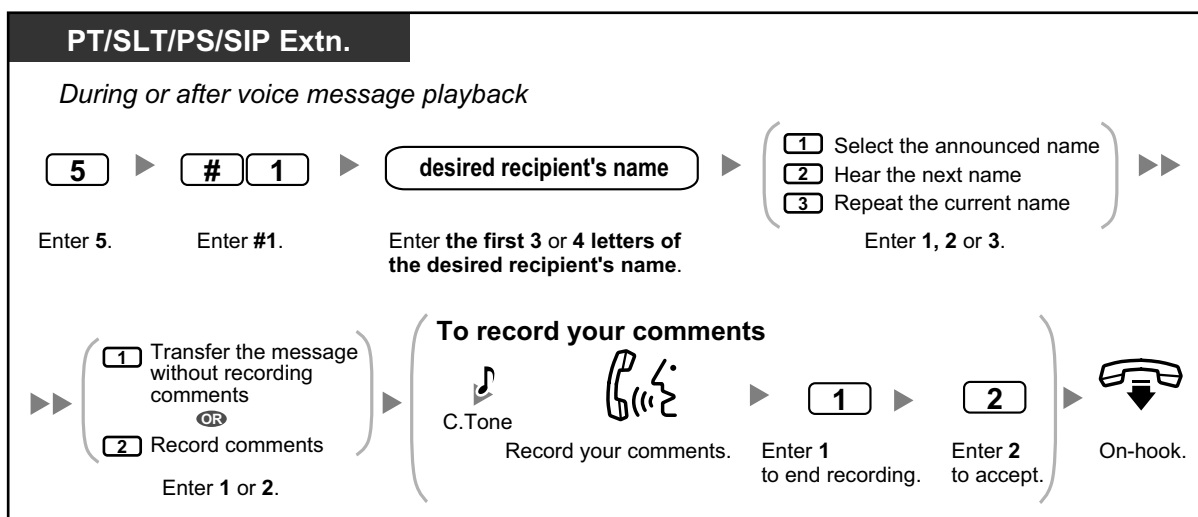 PT/SLT/PS/SIP Extn.
During or after voice message playback
5
# 1
desired recipient's name
1 Select the announced name
2 Hear the next name
3 Repeat the current name
Enter 5.
Enter #1.
Enter the first 3 or 4 letters of
the desired recipient's name.
Enter 1, 2 or 3.
1 Transfer the message
without recording
comments
OR
2 Record comments
Enter 1 or 2.
To record your comments
C.Tone
Record your comments.
1
Enter 1
to end recording.
2
Enter 2
to accept.
On-hook.